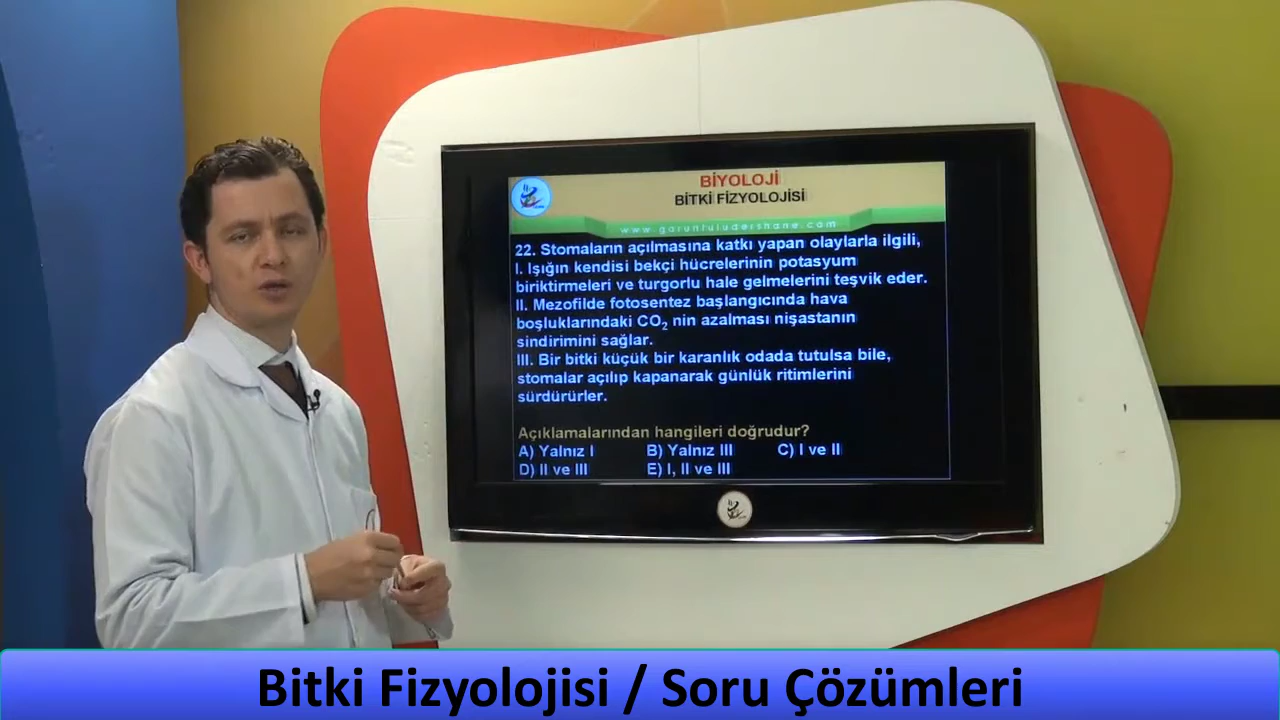 BİYOLOJİ
BİTKİ FİZYOLOJİSİ
www.garunluludershane.com
22. Stomaların açılmasına katkı yapan olaylarla ilgili,
I. Işığın kendisi bekçi hücrelerinin potasyum
biriktirmeleri ve turgorlu hale gelmelerini teşvik eder.
II. Mezofilde fotosentez başlangıcında hava
boşluklarındaki CO₂ nin azalması nişastanın
sindirimini sağlar.
III. Bir bitki küçük bir karanlık odada tutulsa bile,
stomalar açılıp kapanarak günlük ritimlerini
sürdürürler.
Açıklamalarından hangileri doğrudur?
A) Yalnız I B) Yalnız III C) I ve II
D) II ve III E) I, II ve III
Bitki Fizyolojisi / Soru Çözümleri